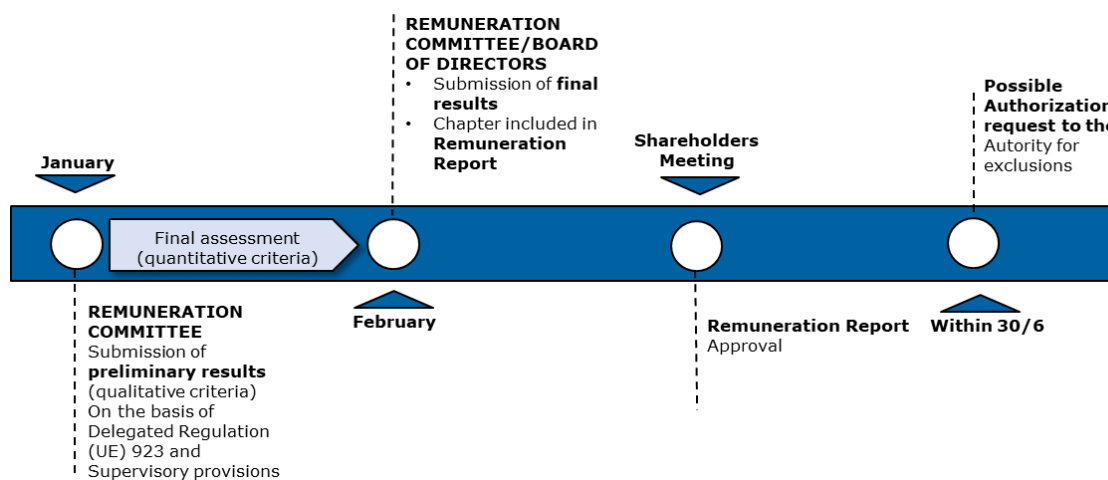 January
REMUNERATION
COMMITTEE
Submission of
preliminary results
(qualitative criteria)
On the basis of
Delegated Regulation
(UE) 923 and
Supervisory provisions
Final assessment
(quantitative criteria)
REMUNERATION
COMMITTEE/BOARD
OF DIRECTORS
• Submission of final
results
• Chapter included in
Remuneration
Report
February
Shareholders
Meeting
Remuneration Report
Approval
Possible
Authorization
request to the
Autority for
exclusions
Within 30/6